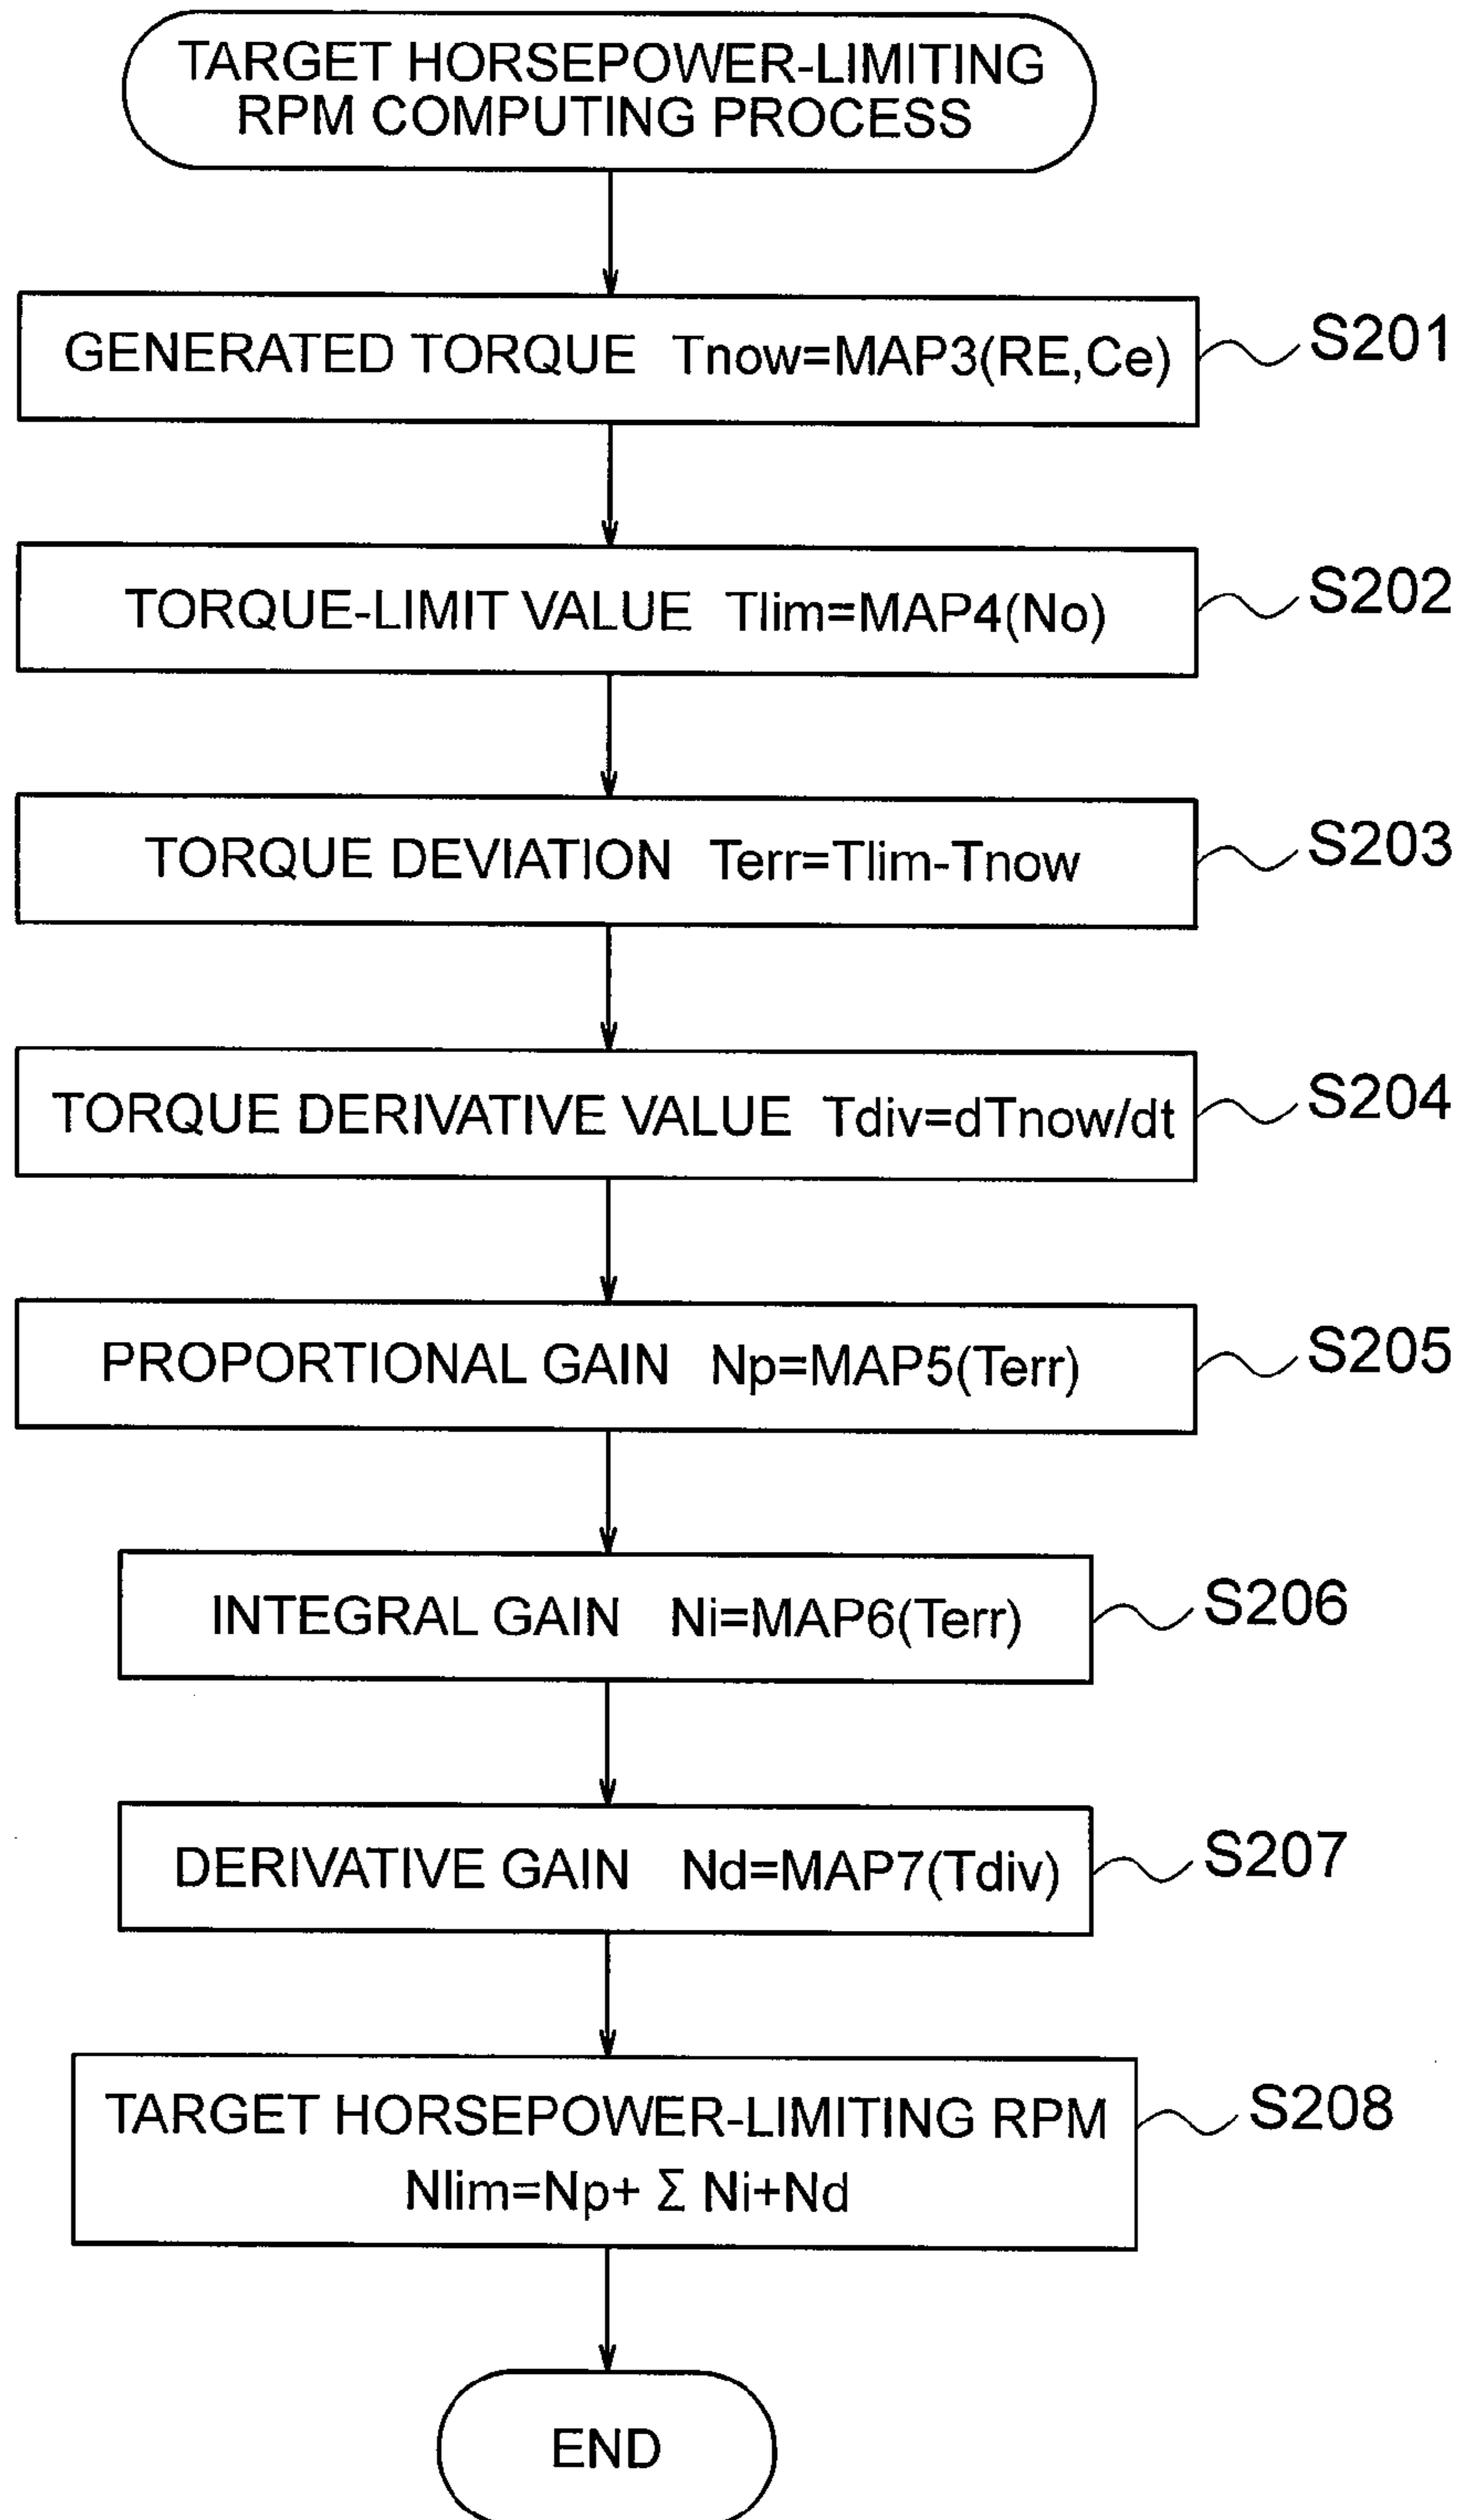 TARGET HORSEPOWER-LIMITING
RPM COMPUTING PROCESS
GENERATED TORQUE Tnow=MAP3(RE,Ce)
S201
TORQUE-LIMIT VALUE Tlim=MAP4(No)
S202
TORQUE DEVIATION Terr=Tlim-Tnow
S203
TORQUE DERIVATIVE VALUE Tdiv=dTnow/dt
S204
PROPORTIONAL GAIN Np=MAP5(Terr)
S205
INTEGRAL GAIN Ni=MAP6(Terr)
S206
DERIVATIVE GAIN Nd=MAP7(Tdiv)
S207
TARGET HORSEPOWER-LIMITING RPM
Nlim=Np+ Σ Ni+Nd
S208
END